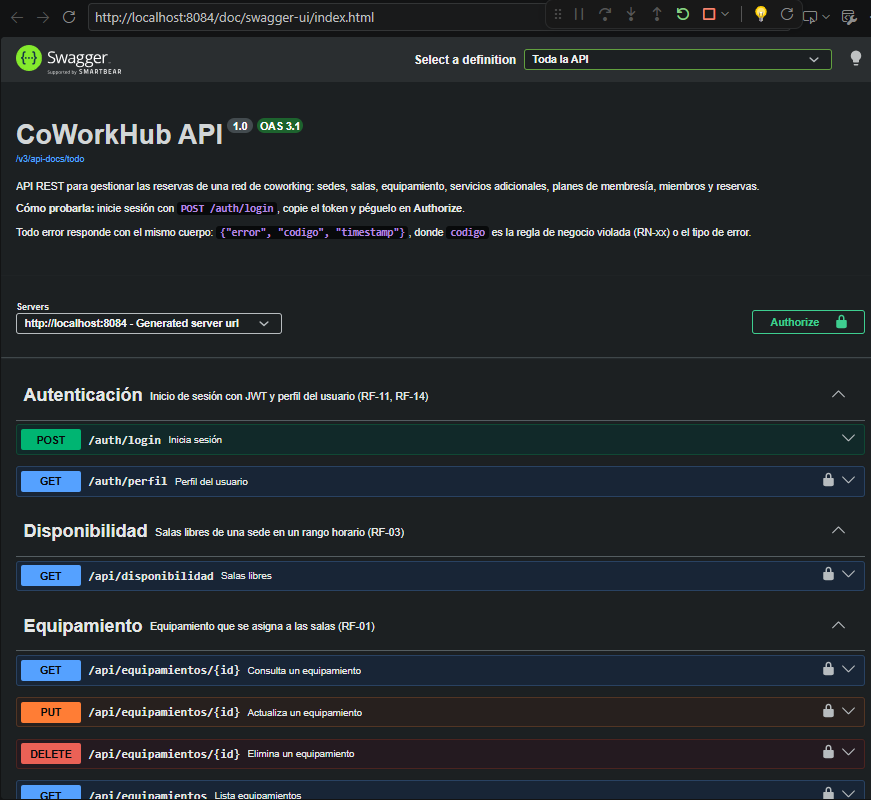 http://localhost:8084/doc/swagger-ui/index.html
Swagger.
Supported by SMARTBEAR
Select a definition
Toda la API
CoWorkHub API 1.0 OAS 3.1
/v3/api-docs/todo
API REST para gestionar las reservas de una red de coworking: sedes, salas, equipamiento, servicios adicionales, planes de membresía, miembros y reservas.
Cómo probarla: inicie sesión con POST /auth/login, copie el token y péguelo en Authorize.
Todo error responde con el mismo cuerpo: {"error", "codigo", "timestamp"}, donde codigo es la regla de negocio violada (RN-xx) o el tipo de error.
Servers
http://localhost:8084 - Generated server url
Authorize
Autenticación Inicio de sesión con JWT y perfil del usuario (RF-11, RF-14)
POST /auth/login Inicia sesión
GET /auth/perfil Perfil del usuario
Disponibilidad Salas libres de una sede en un rango horario (RF-03)
GET /api/disponibilidad Salas libres
Equipamiento Equipamiento que se asigna a las salas (RF-01)
GET /api/equipamientos/{id} Consulta un equipamiento
PUT /api/equipamientos/{id} Actualiza un equipamiento
DELETE /api/equipamientos/{id} Elimina un equipamiento
GET /api/equipamientos Lista equipamientos